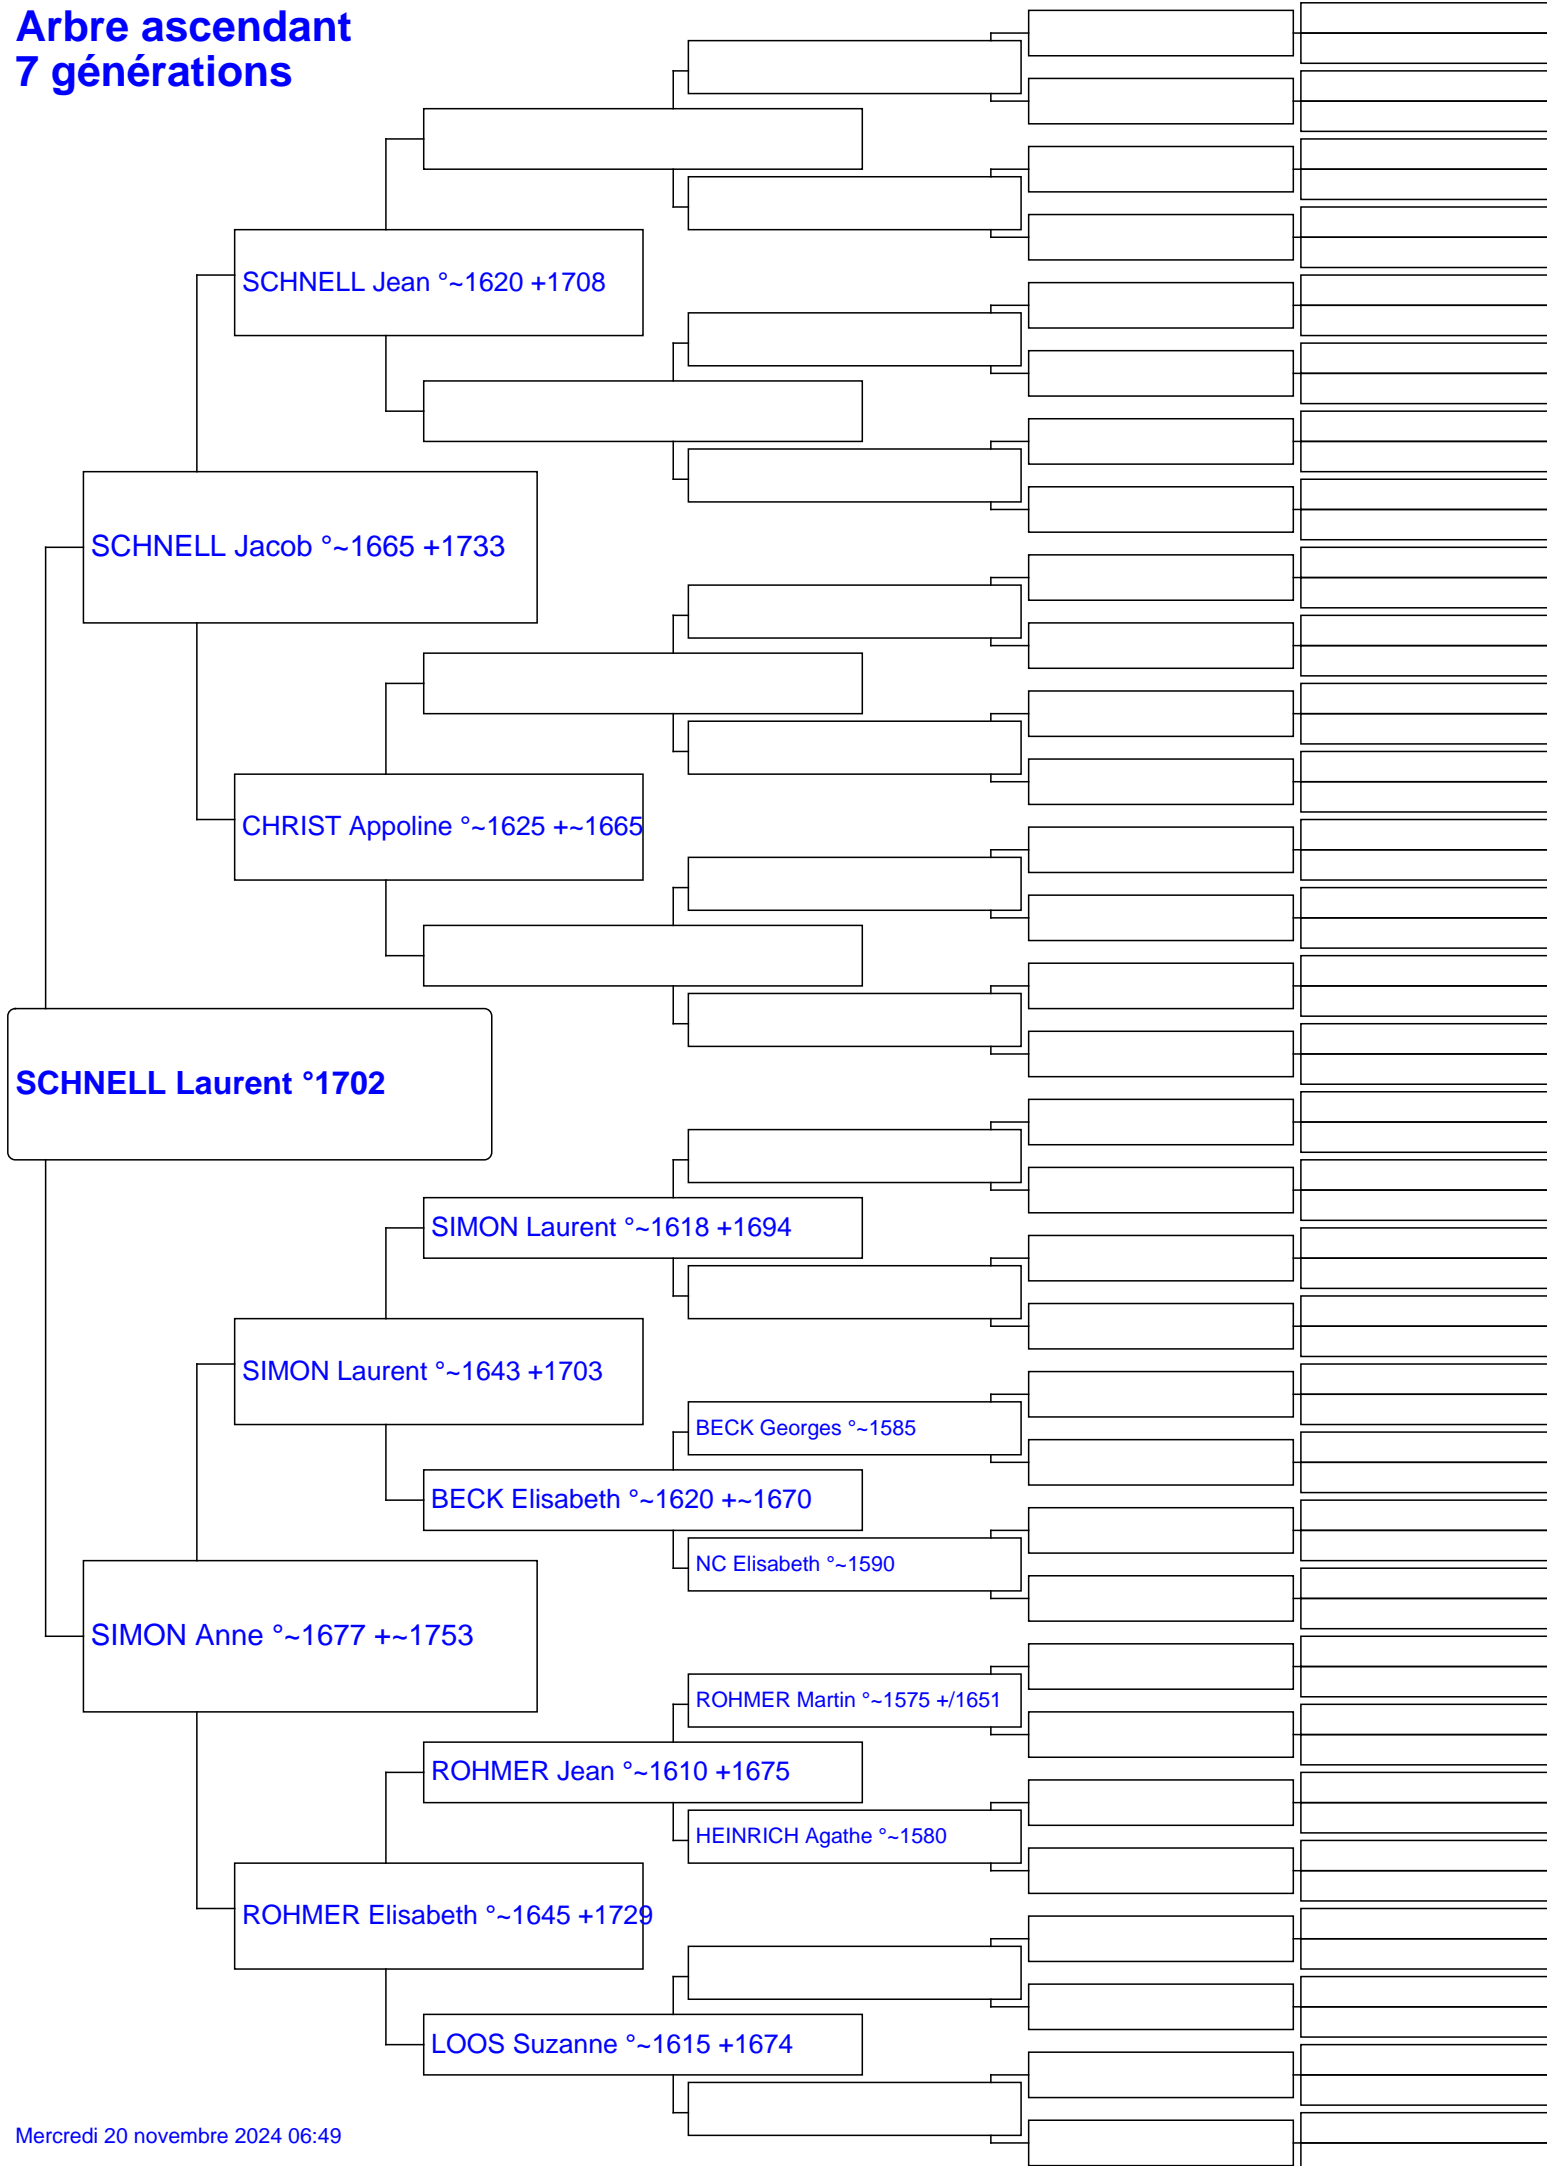 Arbre ascendant
7 générations
SCHNELL Jean °~1620 +1708
SCHNELL Jacob °~1665 +1733
CHRIST Appoline °~1625 +~1665
SCHNELL Laurent °1702
SIMON Laurent °~1618 +1694
SIMON Laurent °~1643 +1703
BECK Georges °~1585
BECK Elisabeth °~1620 +~1670
NC Elisabeth °~1590
SIMON Anne °~1677 +~1753
ROHMER Martin °~1575 +/1651
ROHMER Jean °~1610 +1675
HEINRICH Agathe °~1580
ROHMER Elisabeth °~1645 +1729
LOOS Suzanne °~1615 +1674
Mercredi 20 novembre 2024 06:49